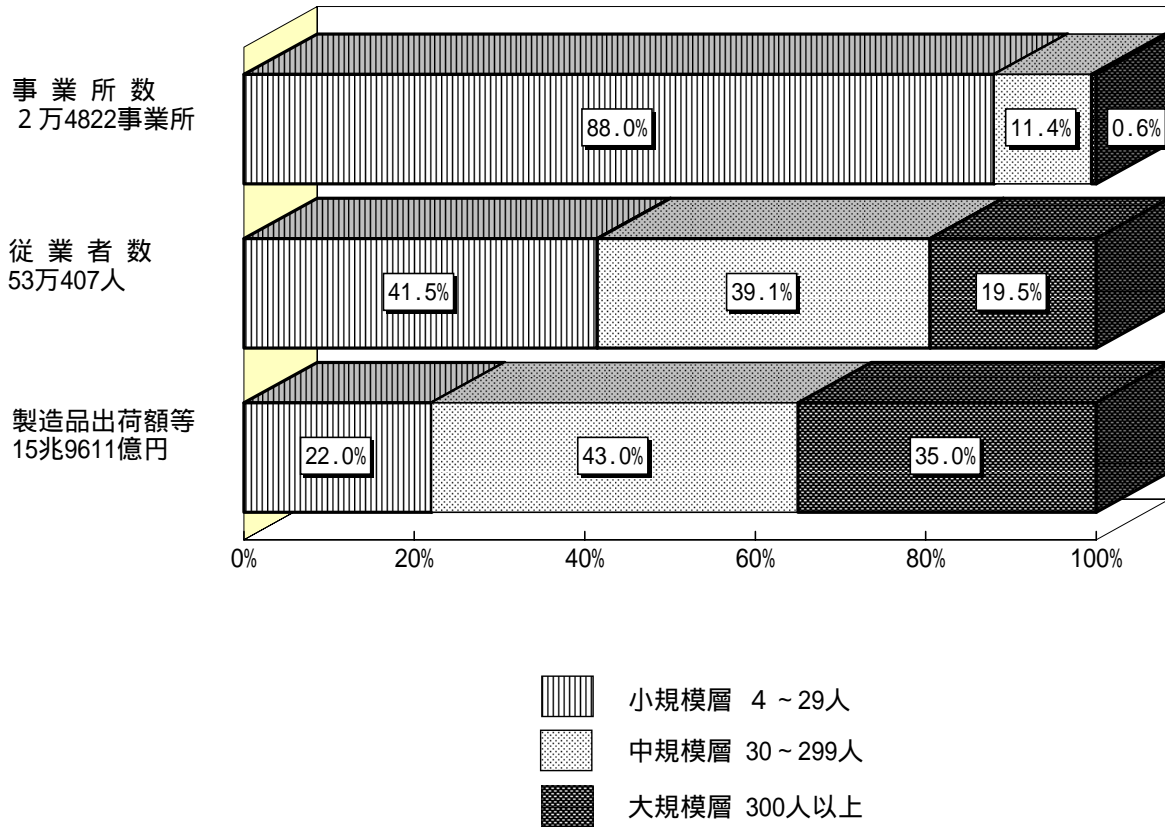 事 業 所 数
2 万4822事業所
88.0%
11.4%
0.6%
従 業 者 数
53万407人
41.5%
39.1%
19.5%
製造品出荷額等
15兆9611億円
22.0%
43.0%
35.0%
0%
20%
40%
60%
80%
100%
小規模層 4 ~ 29人
中規模層 30 ~ 299人
大規模層 300人以上